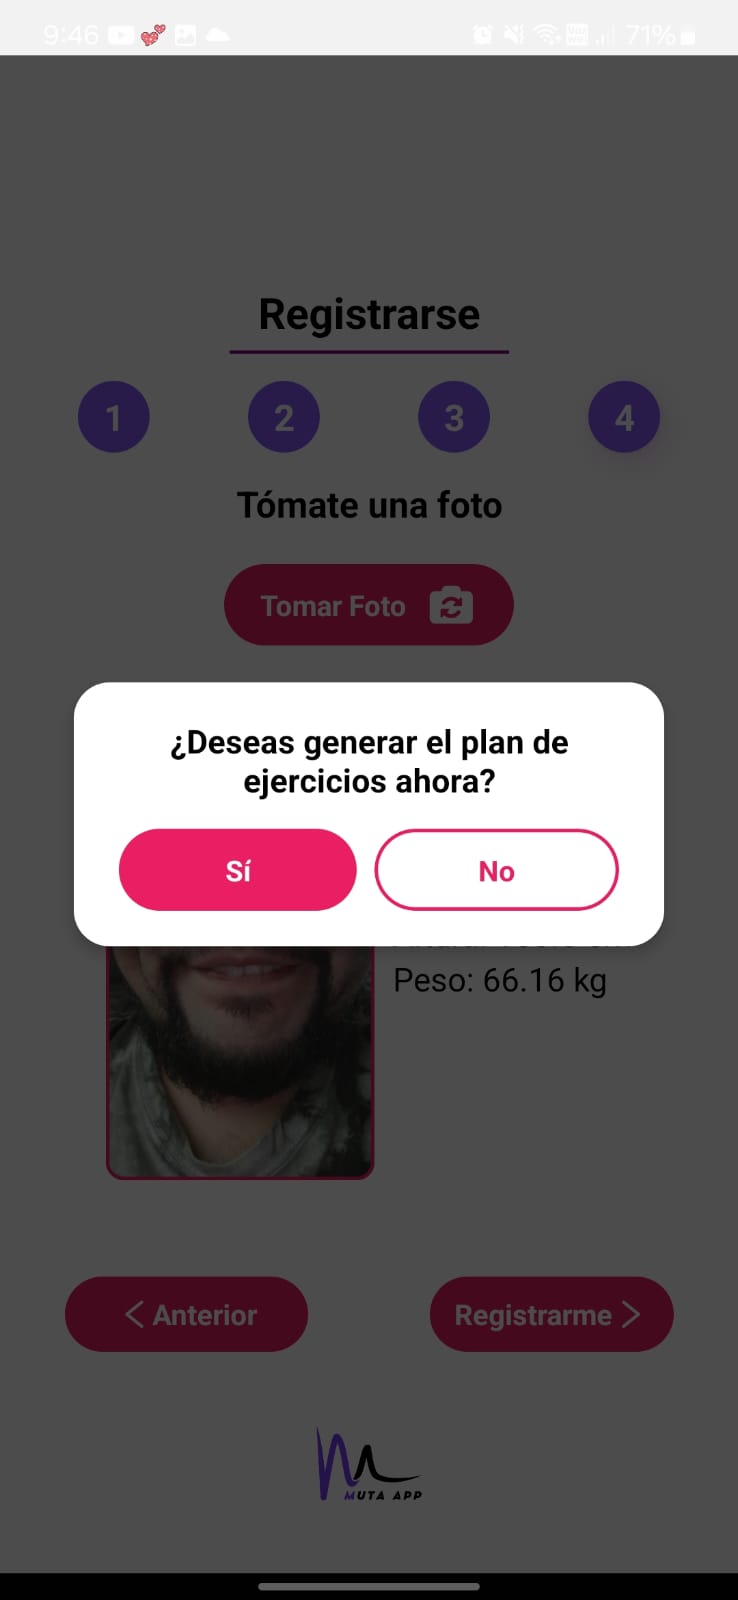 9:46
71%
Registrarse
1 2 3 4
Tómate una foto
Tomar Foto
¿Deseas generar el plan de
ejercicios ahora?
Sí No
Peso: 66.16 kg
< Anterior Registrarme >
MUTA APP